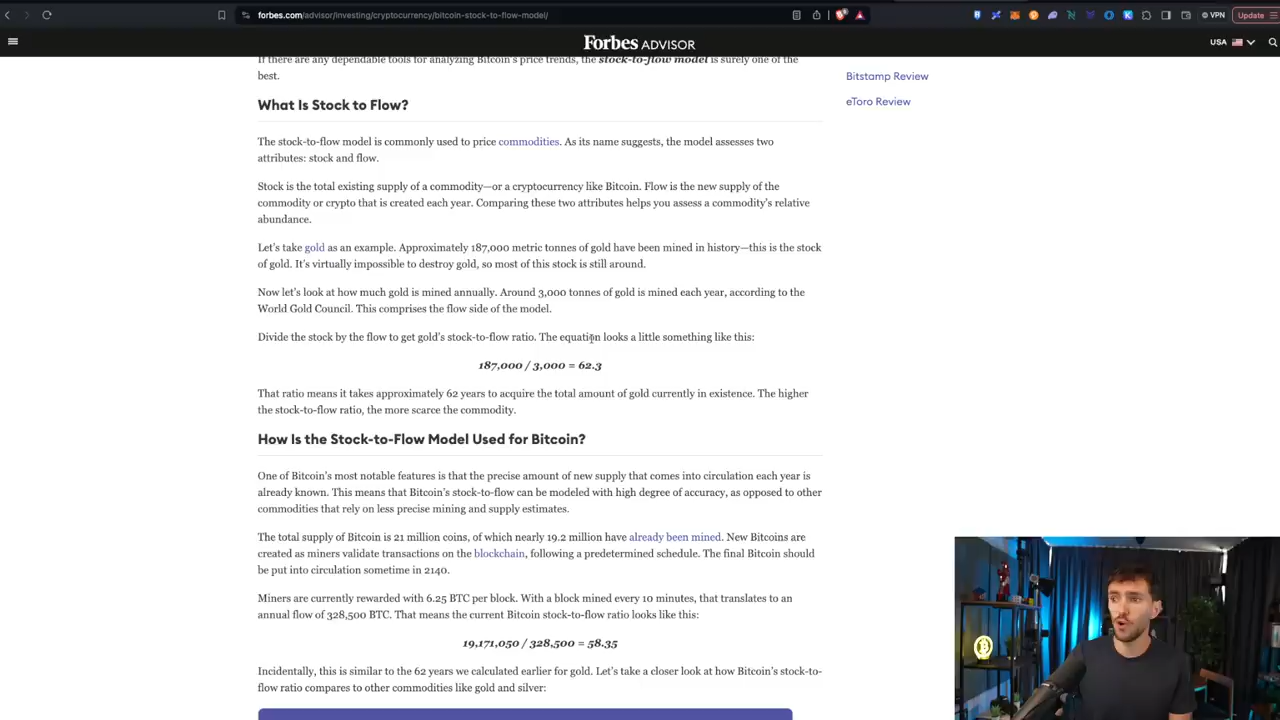 forbes.com/advisor/investing/cryptocurrency/bitcoin-stock-to-flow-model/
VPN
Update
Forbes ADVISOR
USA
If there are any dependable tools for analyzing Bitcoin's price trends, the stock-to-flow model is surely one of the
best.
Bitstamp Review
eToro Review
What Is Stock to Flow?
The stock-to-flow model is commonly used to price commodities. As its name suggests, the model assesses two
attributes: stock and flow.
Stock is the total existing supply of a commodity—or a cryptocurrency like Bitcoin. Flow is the new supply of the
commodity or crypto that is created each year. Comparing these two attributes helps you assess a commodity's relative
abundance.
Let's take gold as an example. Approximately 187,000 metric tonnes of gold have been mined in history—this is the stock
of gold. It's virtually impossible to destroy gold, so most of this stock is still around.
Now let's look at how much gold is mined annually. Around 3,000 tonnes of gold is mined each year, according to the
World Gold Council. This comprises the flow side of the model.
Divide the stock by the flow to get gold's stock-to-flow ratio. The equation looks a little something like this:
187,000 / 3,000 = 62.3
That ratio means it takes approximately 62 years to acquire the total amount of gold currently in existence. The higher
the stock-to-flow ratio, the more scarce the commodity.
How Is the Stock-to-Flow Model Used for Bitcoin?
One of Bitcoin's most notable features is that the precise amount of new supply that comes into circulation each year is
already known. This means that Bitcoin's stock-to-flow can be modeled with high degree of accuracy, as opposed to other
commodities that rely on less precise mining and supply estimates.
The total supply of Bitcoin is 21 million coins, of which nearly 19.2 million have already been mined. New Bitcoins are
created as miners validate transactions on the blockchain, following a predetermined schedule. The final Bitcoin should
be put into circulation sometime in 2140.
Miners are currently rewarded with 6.25 BTC per block. With a block mined every 10 minutes, that translates to an
annual flow of 328,500 BTC. That means the current Bitcoin stock-to-flow ratio looks like this:
19,171,050 / 328,500 = 58.35
Incidentally, this is similar to the 62 years we calculated earlier for gold. Let's take a closer look at how Bitcoin's stock-to-
flow ratio compares to other commodities like gold and silver: